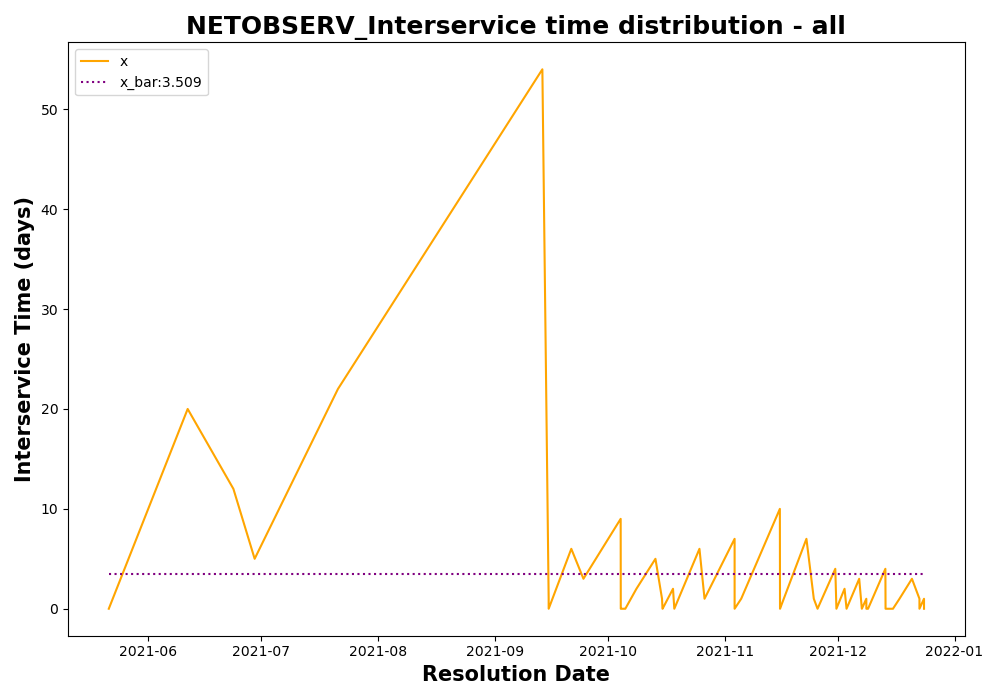 NETOBSERV_Interservice time distribution - all
x
x_bar:3.509
Interservice Time (days)
50
40
30
20
10
0
2021-06
2021-07
2021-08
2021-09
2021-10
2021-11
2021-12
2022-01
Resolution Date